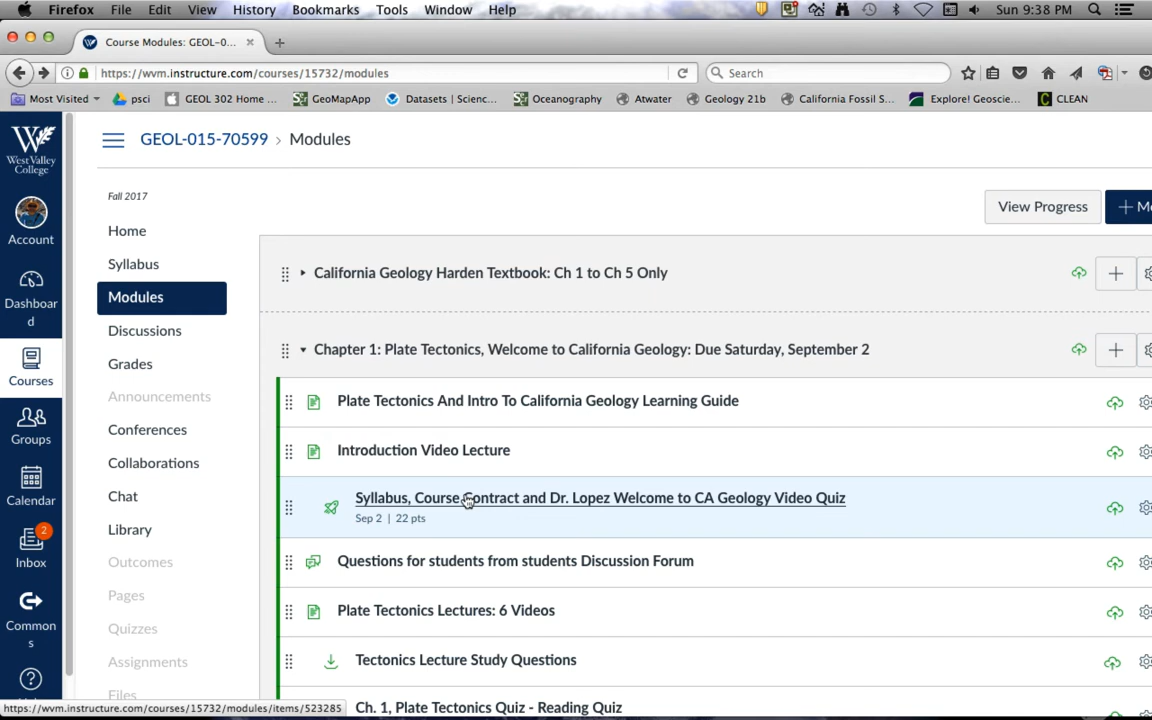 Firefox File Edit View History Bookmarks Tools Window Help Sun 9:38 PM
Course Modules: GEOL-0...
https://wvm.instructure.com/courses/15732/modules Search
Most Visited psci GEOL 302 Home ... GeoMapApp Datasets | Scienc... Oceanography Atwater Geology 21b California Fossil S... Explore! Geoscie... CLEAN
West Valley College
GEOL-015-70599 › Modules
Account
Dashboar
d
Courses
Groups
Calendar
2
Inbox
Common
s
Fall 2017
Home
Syllabus
Modules
Discussions
Grades
Announcements
Conferences
Collaborations
Chat
Library
Outcomes
Pages
Quizzes
Assignments
Files
View Progress
+ M
California Geology Harden Textbook: Ch 1 to Ch 5 Only
Chapter 1: Plate Tectonics, Welcome to California Geology: Due Saturday, September 2
Plate Tectonics And Intro To California Geology Learning Guide
Introduction Video Lecture
Syllabus, Course Contract and Dr. Lopez Welcome to CA Geology Video Quiz
Sep 2 | 22 pts
Questions for students from students Discussion Forum
Plate Tectonics Lectures: 6 Videos
Tectonics Lecture Study Questions
Ch. 1, Plate Tectonics Quiz - Reading Quiz
https://wvm.instructure.com/courses/15732/modules/items/523285